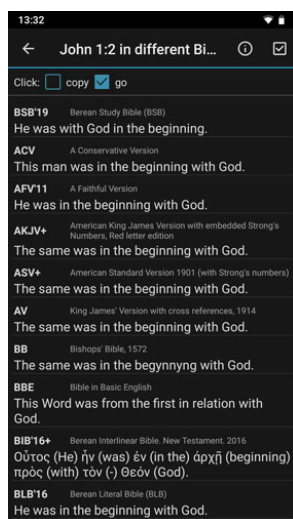 13:32
John 1:2 in different Bi...
Click: copy go
BSB'19 Berean Study Bible (BSB)
He was with God in the beginning.
ACV A Conservative Version
This man was in the beginning with God.
AFV'11 A Faithful Version
He was in the beginning with God.
AKJV+ American King James Version with embedded Strong's
Numbers, Red letter edition
The same was in the beginning with God.
ASV+ American Standard Version 1901 (with Strong's numbers)
The same was in the beginning with God.
AV King James' Version with cross references, 1914
The same was in the beginning with God.
BB Bishops' Bible, 1572
The same was in the begynnyng with God.
BBE Bible in Basic English
This Word was from the first in relation with
God.
BIB'16+ Berean Interlinear Bible. New Testament. 2016
Οὗτος (He) ἦν (was) ἐν (in the) ἀρχῇ (beginning)
πρὸς (with) τὸν (-) Θεόν (God).
BLB'16 Berean Literal Bible (BLB)
He was in the beginning with God.